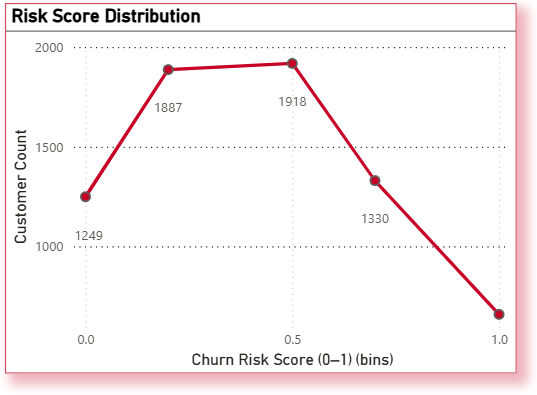 Risk Score Distribution
2000
1887
1918
1500
1330
1249
1000
Customer Count
0.0 0.5 1.0
Churn Risk Score (0–1) (bins)